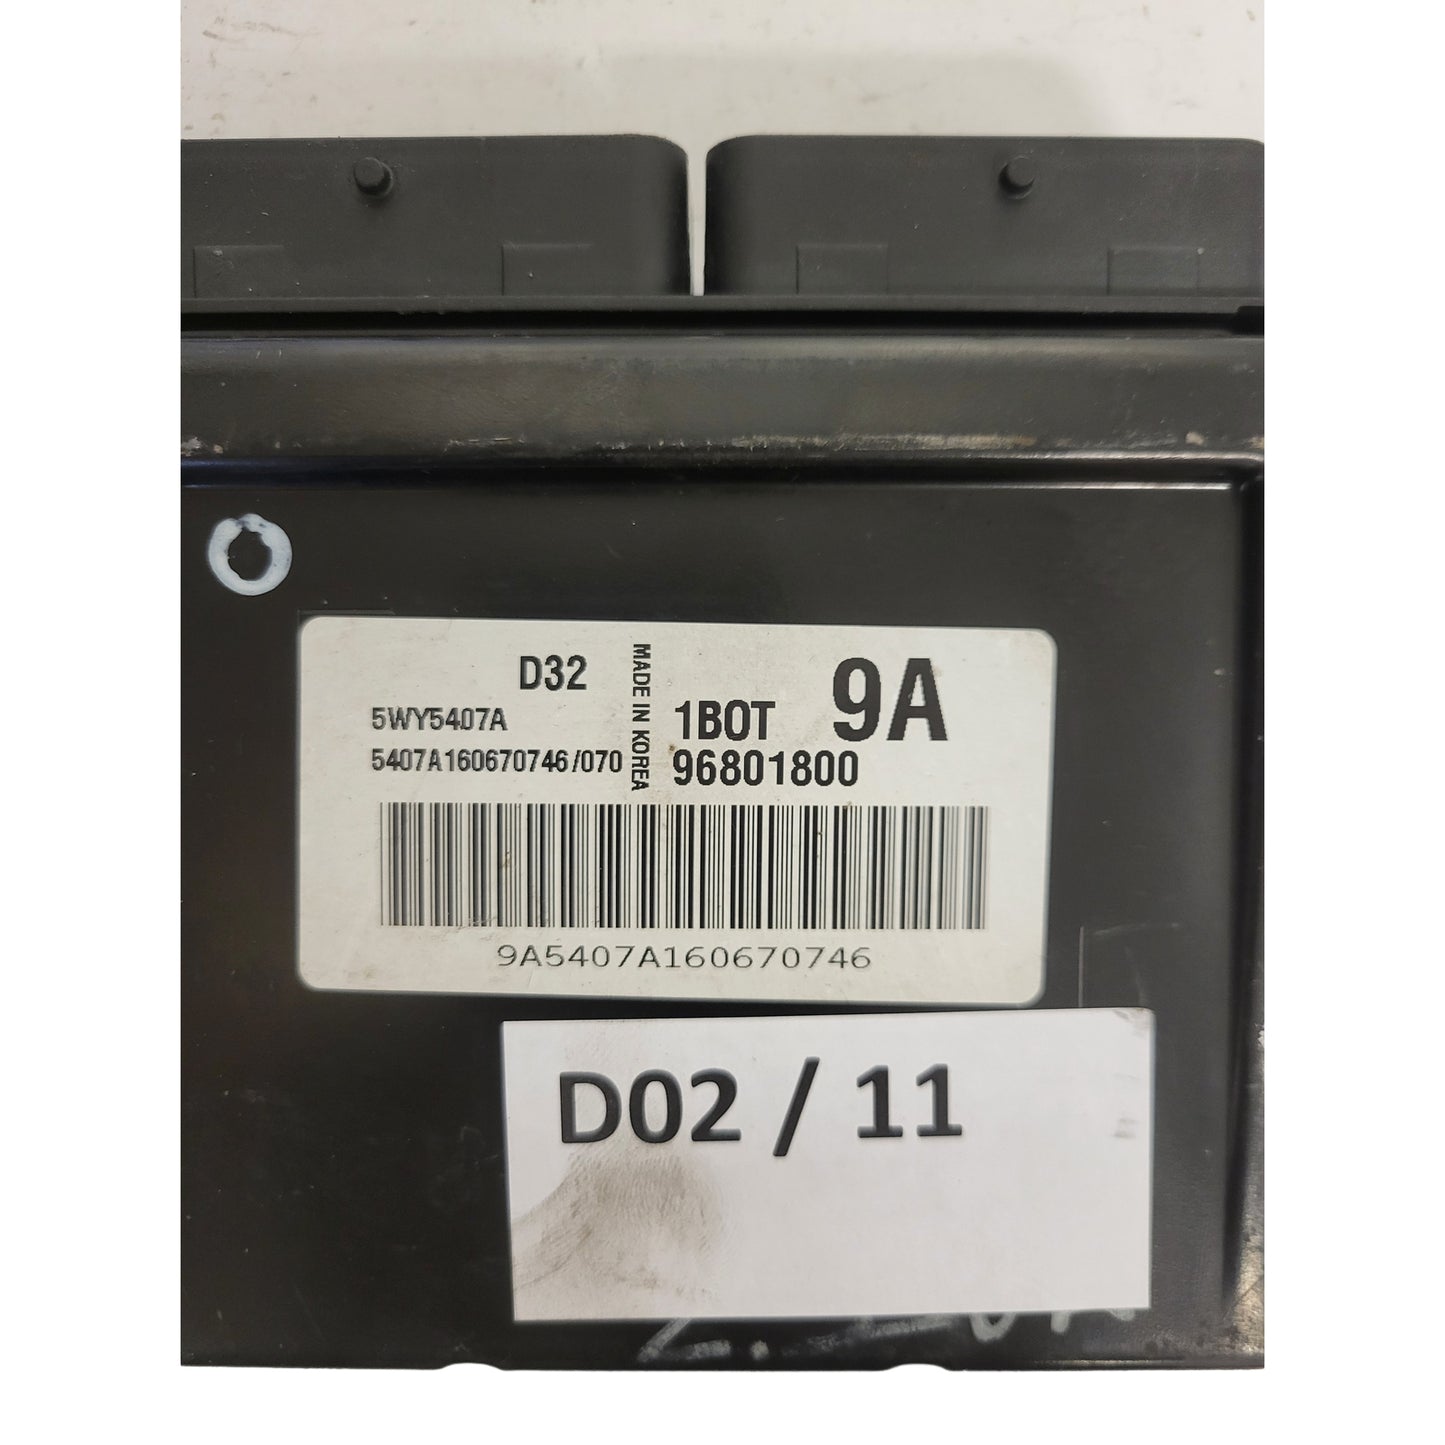 D32
5WY5407A
5407A160670746/070
MADE IN KOREA
1BOT 9A
96801800
9A5407A160670746
D02 / 11